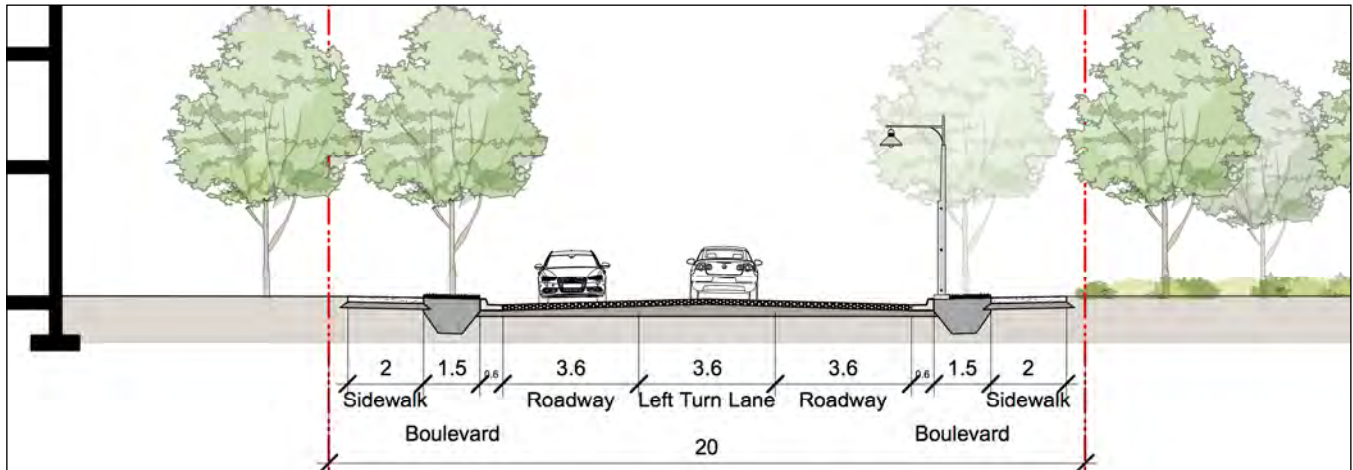 2 1.5 0.6 3.6 3.6 3.6 0.6 1.5 2
Sidewalk Roadway Left Turn Lane Roadway Sidewalk
Boulevard Boulevard
20